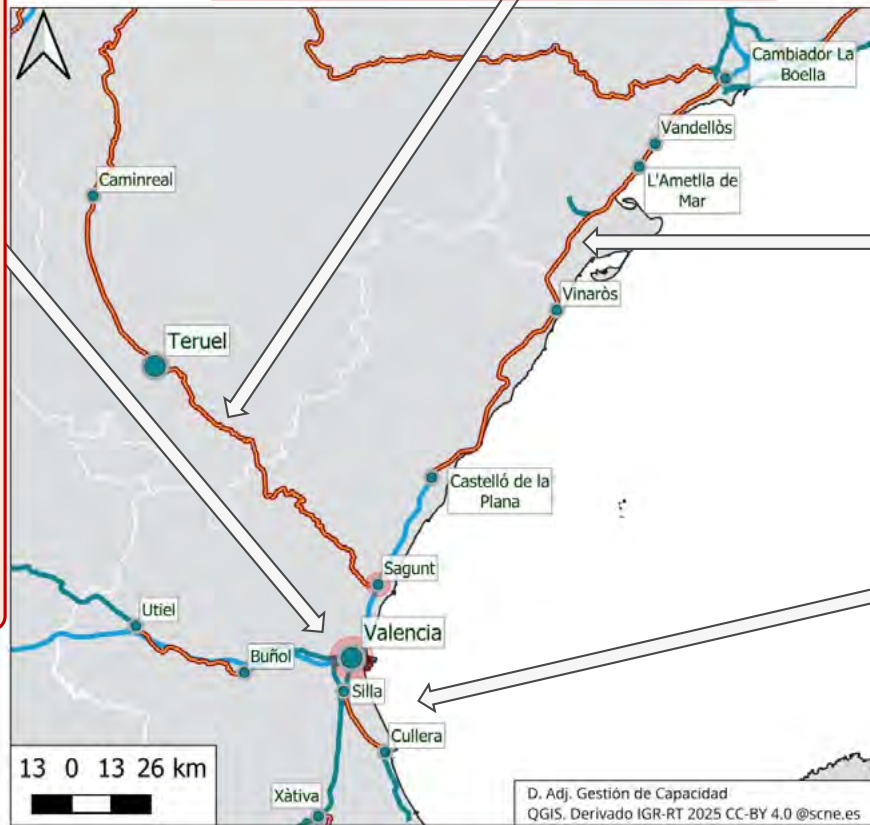 Cambiador La
Boella
Vandellòs
L'Ametlla de
Mar
Caminreal
Vinaròs
Teruel
Castelló de la
Plana
Sagunt
Utiel
Valencia
Buñol
Silla
Cullera
13 0 13 26 km
Xàtiva
D. Adj. Gestión de Capacidad
QGIS. Derivado IGR-RT 2025 CC-BY 4.0 @scne.es